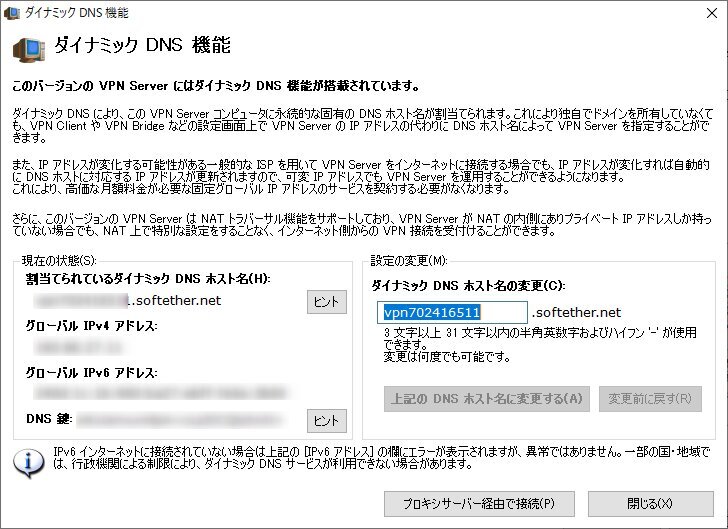 ダイナミック DNS 機能
ダイナミック DNS 機能
このバージョンの VPN Server にはダイナミック DNS 機能が搭載されています。
ダイナミック DNS により、この VPN Server コンピュータに永続的な固有の DNS ホスト名が割当てられます。これにより独自でドメインを所有していなくて
も、VPN Client や VPN Bridge などの設定画面上で VPN Server の IP アドレスの代わりに DNS ホスト名によって VPN Server を指定することがで
きます。
また、IP アドレスが変化する可能性がある一般的な ISP を用いて VPN Server をインターネットに接続する場合でも、IP アドレスが変化すれば自動的
に DNS ホストに対応する IP アドレスが更新されますので、可変 IP アドレスでも VPN Server を運用することができるようになります。
これにより、高価な月額料金が必要な固定グローバル IP アドレスのサービスを契約する必要がなくなります。
さらに、このバージョンの VPN Server は NAT トラバーサル機能をサポートしており、VPN Server が NAT の内側にありプライベート IP アドレスしか持っ
ていない場合でも、NAT 上で特別な設定をすることなく、インターネット側からの VPN 接続を受付けることができます。
現在の状態(S):
割当てられているダイナミック DNS ホスト名(H):
.softether.net
ヒント
グローバル IPv4 アドレス:
グローバル IPv6 アドレス:
DNS 鍵:
ヒント
設定の変更(M):
ダイナミック DNS ホスト名の変更(C):
vpn702416511 .softether.net
3 文字以上 31 文字以内の半角英数字およびハイフン '-' が使用
できます。
変更は何度でも可能です。
上記の DNS ホスト名に変更する(A)
変更前に戻す(R)
IPv6 インターネットに接続されていない場合は上記の [IPv6 アドレス] の欄にエラーが表示されますが、異常ではありません。一部の国・地域で
は、行政機関による制限により、ダイナミック DNS サービスが利用できない場合があります。
プロキシサーバー経由で接続(P)
閉じる(X)